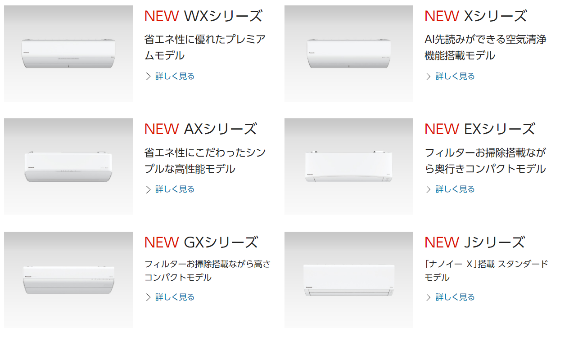 NEW WXシリーズ
省エネ性に優れたプレミア
ムモデル
> 詳しく見る
NEW Xシリーズ
AI先読みができる空気清浄
機能搭載モデル
> 詳しく見る
NEW AXシリーズ
省エネ性にこだわったシン
プルな高性能モデル
> 詳しく見る
NEW EXシリーズ
フィルターお掃除搭載なが
ら奥行きコンパクトモデル
> 詳しく見る
NEW GXシリーズ
フィルターお掃除搭載ながら高さ
コンパクトモデル
> 詳しく見る
NEW Jシリーズ
「ナノイー X」搭載 スタンダード
モデル
> 詳しく見る